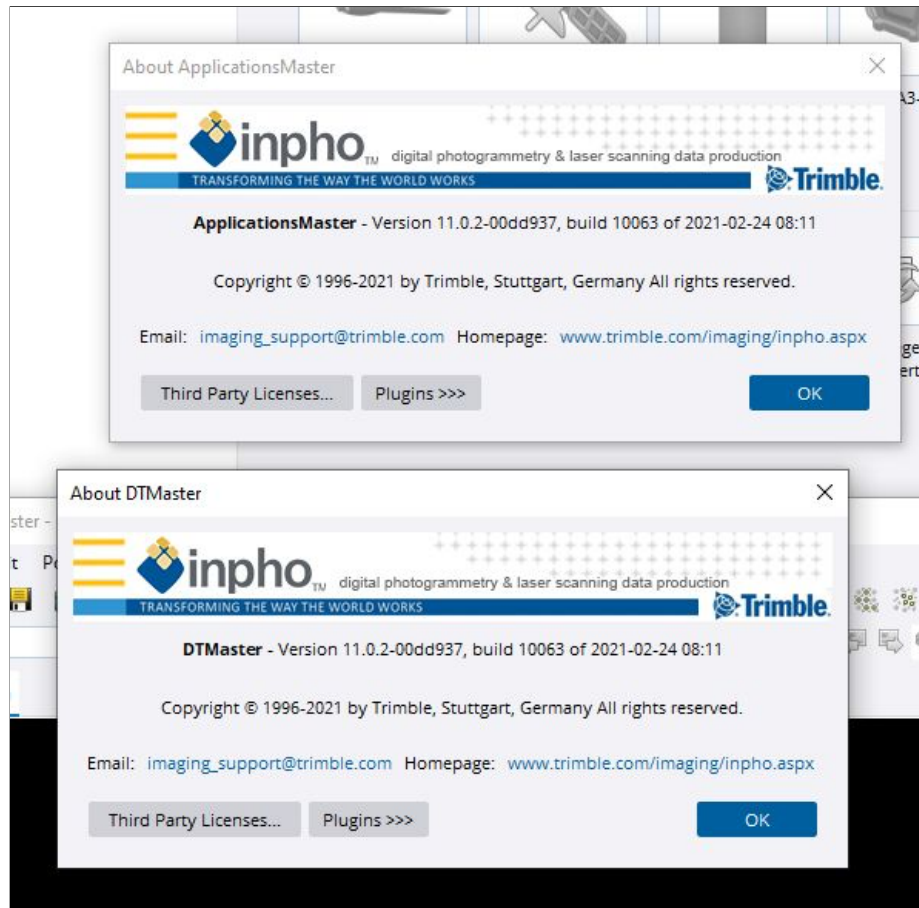 About ApplicationsMaster
A3-
inpho TM digital photogrammetry & laser scanning data production
TRANSFORMING THE WAY THE WORLD WORKS
Trimble.
ApplicationsMaster - Version 11.0.2-00dd937, build 10063 of 2021-02-24 08:11
Copyright © 1996-2021 by Trimble, Stuttgart, Germany All rights reserved.
Email: imaging_support@trimble.com Homepage: www.trimble.com/imaging/inpho.aspx
ge
ert
Third Party Licenses... Plugins >>> OK
About DTMaster
ster -
t
inpho TM digital photogrammetry & laser scanning data production
TRANSFORMING THE WAY THE WORLD WORKS
Trimble.
DTMaster - Version 11.0.2-00dd937, build 10063 of 2021-02-24 08:11
Copyright © 1996-2021 by Trimble, Stuttgart, Germany All rights reserved.
Email: imaging_support@trimble.com Homepage: www.trimble.com/imaging/inpho.aspx
Third Party Licenses... Plugins >>> OK